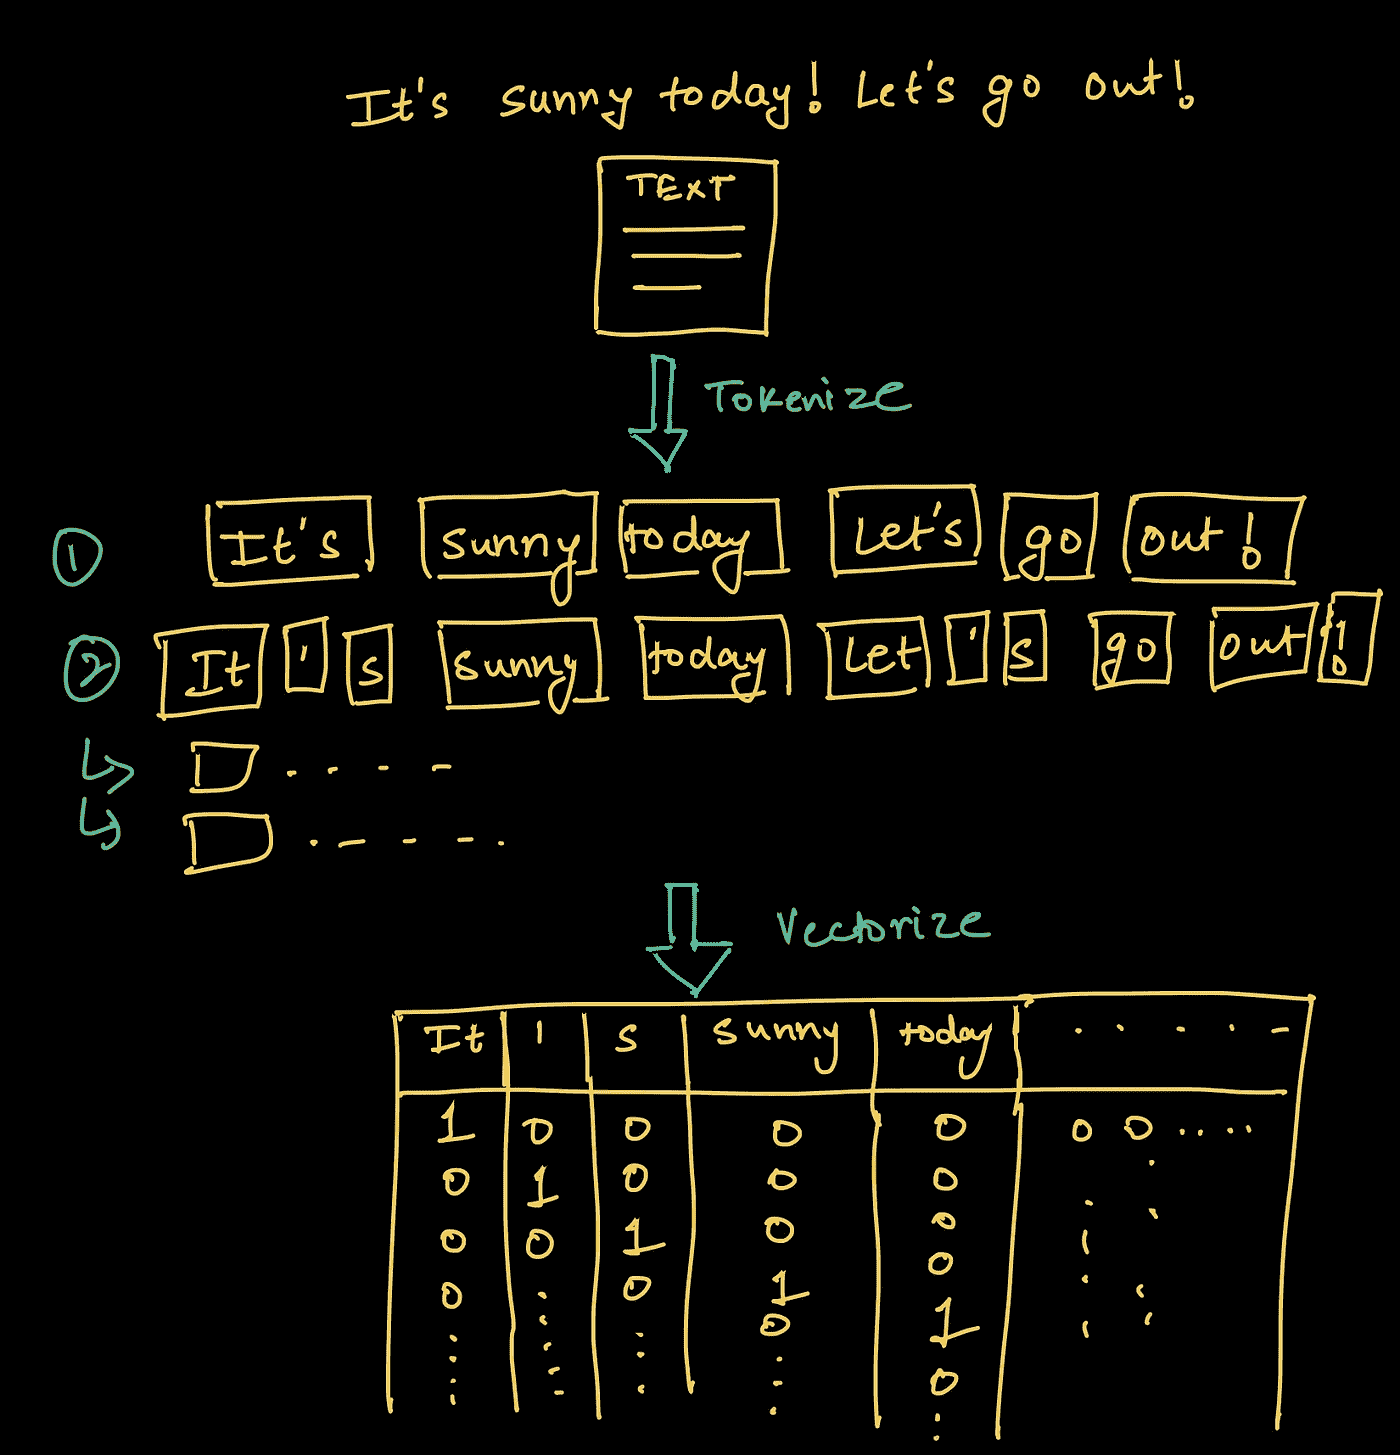 It's sunny today! Let's go out!
TEXT
Tokenize
1 It's sunny today Let's go out!
2 It ' s sunny today Let ' s go out !
Vectorize
It ' s sunny today . . . . –
1 0 0 0 0 0 0 ....
0 1 0 0 0
0 0 1 0 0
0 0 1 0
0 1
0